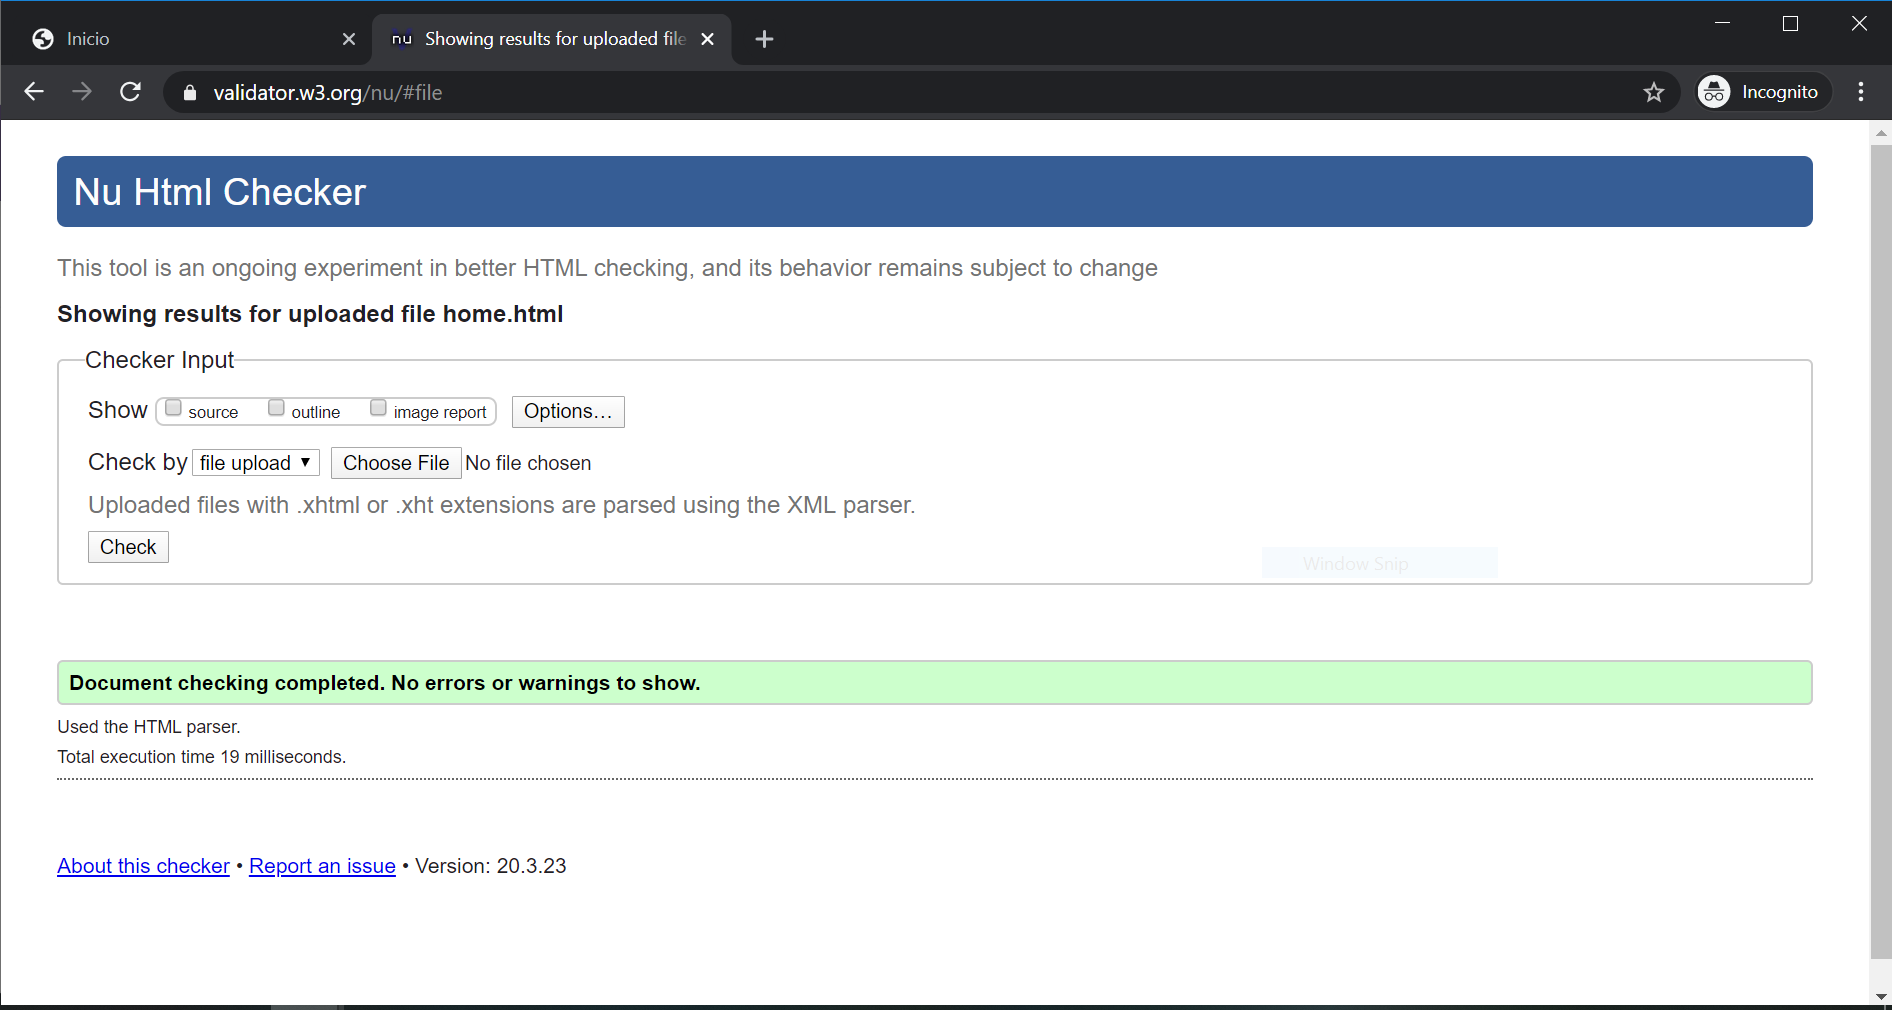 Inicio
nu Showing results for uploaded file
validator.w3.org/nu/#file
Incognito
Nu Html Checker
This tool is an ongoing experiment in better HTML checking, and its behavior remains subject to change
Showing results for uploaded file home.html
Checker Input
Show source outline image report Options...
Check by file upload Choose File No file chosen
Uploaded files with .xhtml or .xht extensions are parsed using the XML parser.
Check
Window Snip
Document checking completed. No errors or warnings to show.
Used the HTML parser.
Total execution time 19 milliseconds.
About this checker • Report an issue • Version: 20.3.23